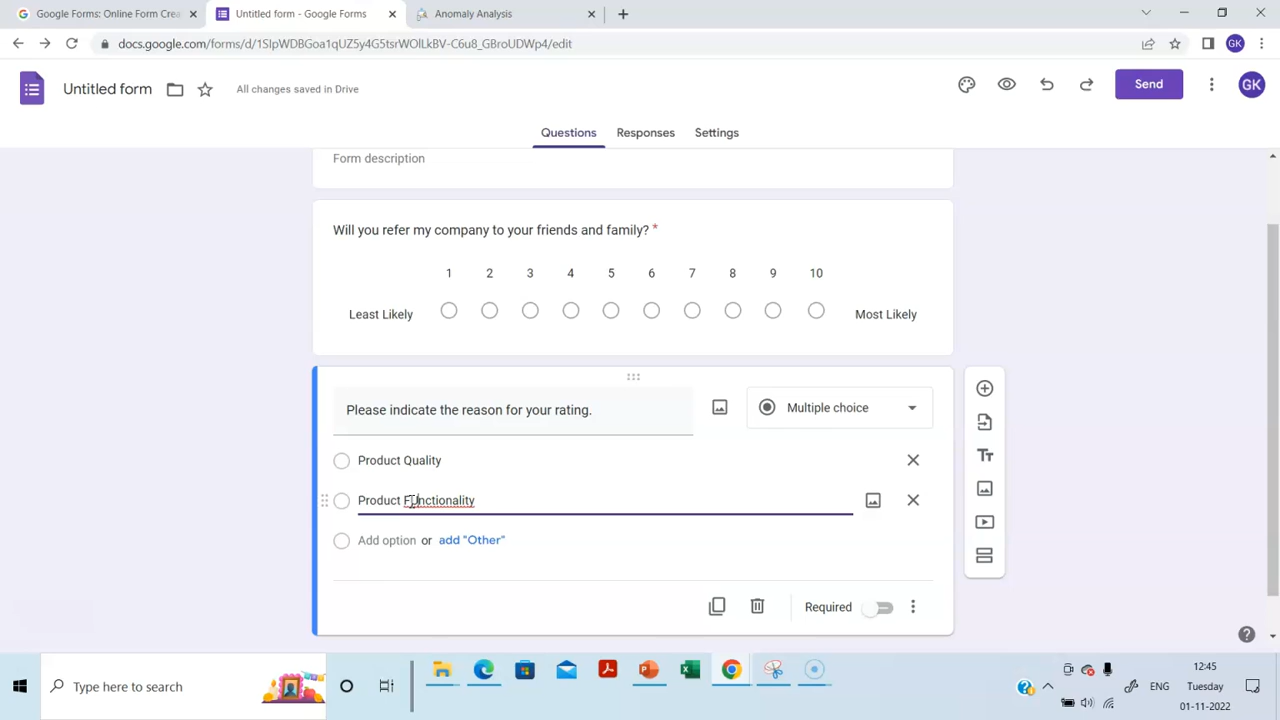 Google Forms: Online Form Crea
Untitled form - Google Forms
Anomaly Analysis
docs.google.com/forms/d/1SIpWDBGoa1qUZ5y4G5tsrWOlLkBV-C6u8_GBroUDWp4/edit
GK
Untitled form
All changes saved in Drive
Send
GK
Questions
Responses
Settings
Form description
Will you refer my company to your friends and family? *
1 2 3 4 5 6 7 8 9 10
Least Likely
Most Likely
Please indicate the reason for your rating.
Multiple choice
Product Quality
Product Functionality
Add option or add "Other"
Required
Type here to search
ENG
12:45
Tuesday
01-11-2022